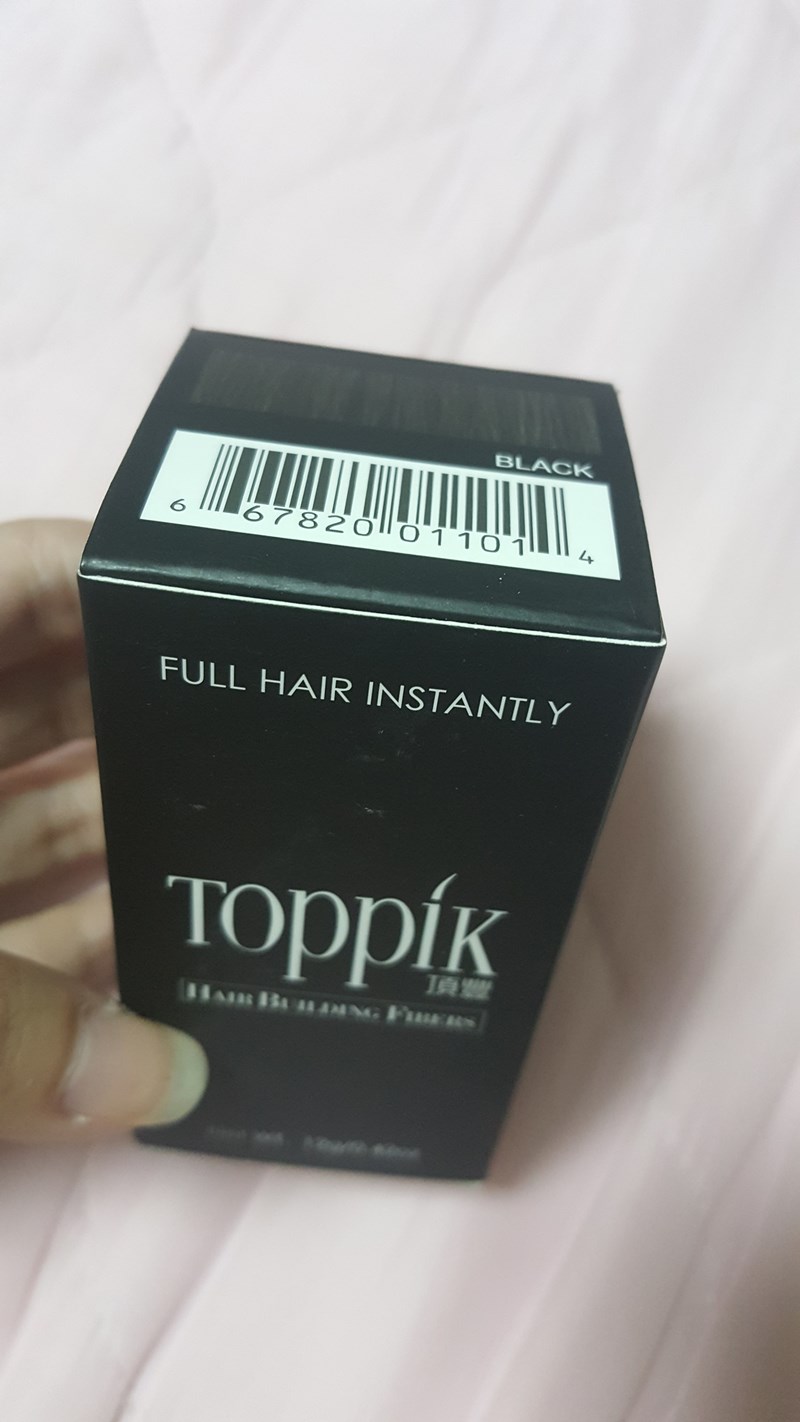 BLACK
6 67820 01101 4
FULL HAIR INSTANTLY
Toppik
頂豐
HAIR BUILDING FIBERS